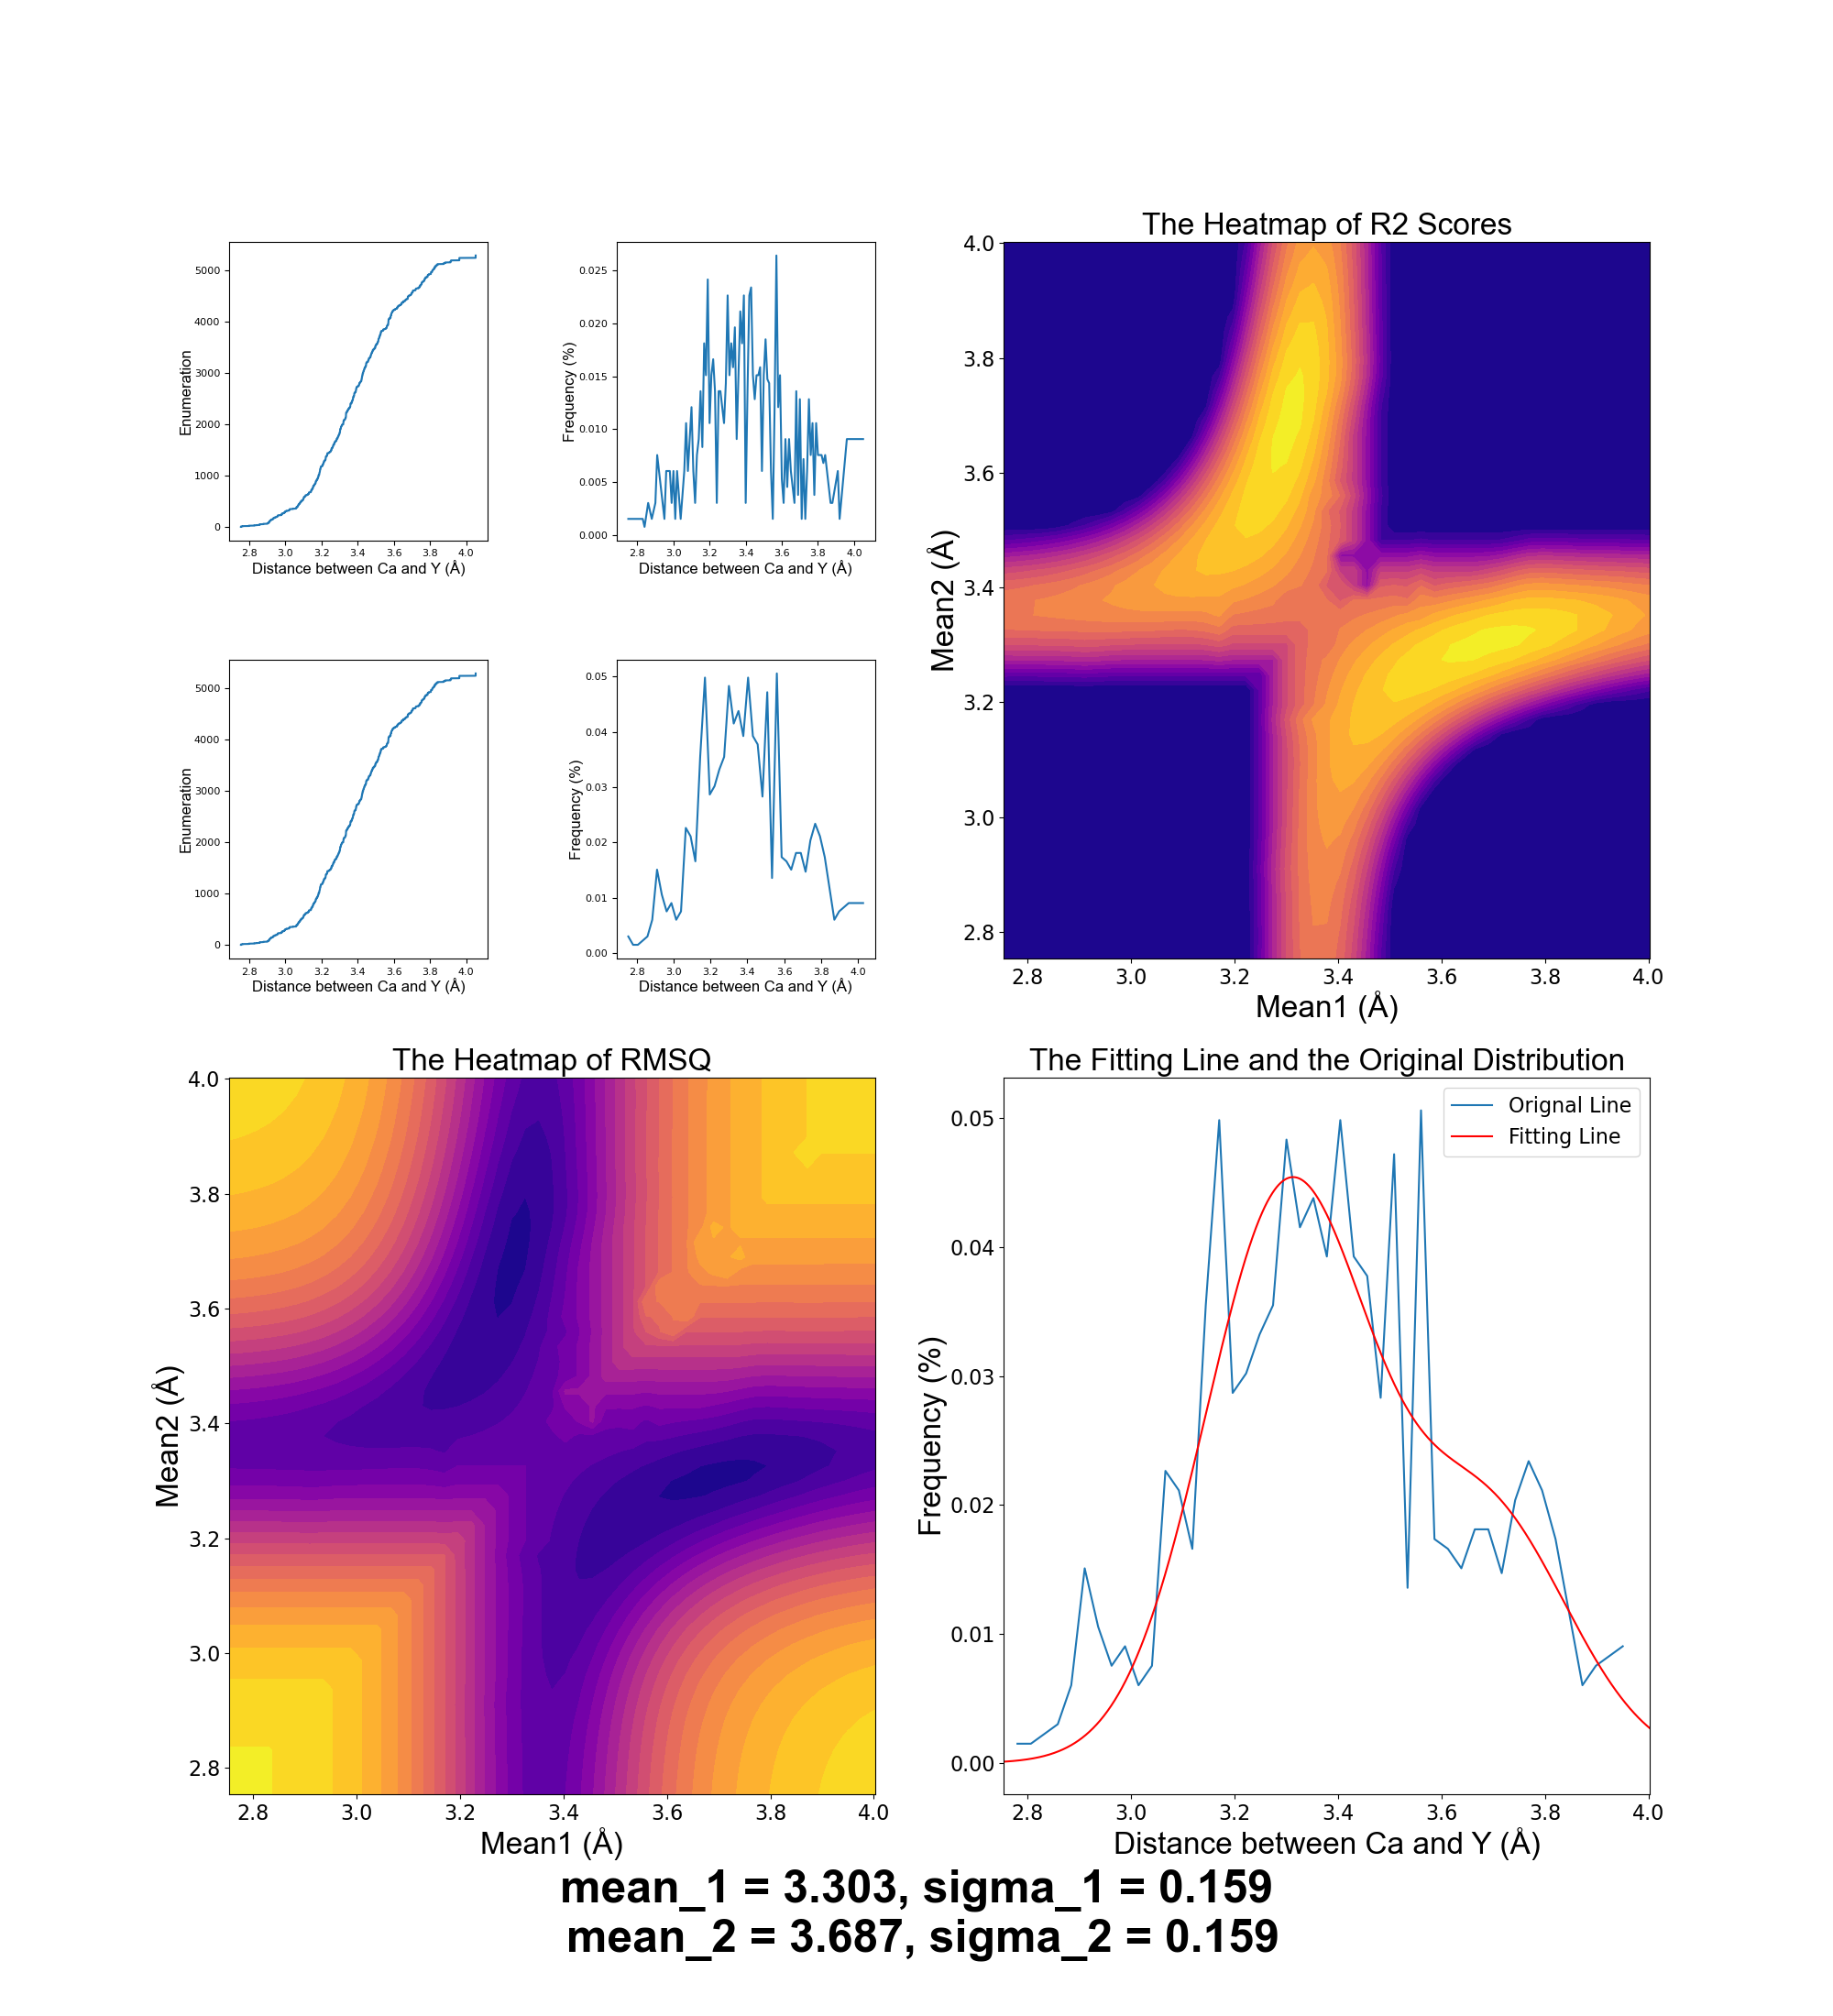 The Heatmap of R2 Scores
5000
4000
3000
2000
1000
0
Enumeration
2.8 3.0 3.2 3.4 3.6 3.8 4.0
Distance between Ca and Y (Å)
0.025
0.020
0.015
0.010
0.005
0.000
Frequency (%)
2.8 3.0 3.2 3.4 3.6 3.8 4.0
Distance between Ca and Y (Å)
4.0
3.8
3.6
3.4
3.2
3.0
2.8
Mean2 (Å)
2.8 3.0 3.2 3.4 3.6 3.8 4.0
Mean1 (Å)
5000
4000
3000
2000
1000
0
Enumeration
2.8 3.0 3.2 3.4 3.6 3.8 4.0
Distance between Ca and Y (Å)
0.05
0.04
0.03
0.02
0.01
0.00
Frequency (%)
2.8 3.0 3.2 3.4 3.6 3.8 4.0
Distance between Ca and Y (Å)
The Heatmap of RMSQ
4.0
3.8
3.6
3.4
3.2
3.0
2.8
Mean2 (Å)
2.8 3.0 3.2 3.4 3.6 3.8 4.0
Mean1 (Å)
The Fitting Line and the Original Distribution
Orignal Line
Fitting Line
0.05
0.04
0.03
0.02
0.01
0.00
Frequency (%)
2.8 3.0 3.2 3.4 3.6 3.8 4.0
Distance between Ca and Y (Å)
mean_1 = 3.303, sigma_1 = 0.159
mean_2 = 3.687, sigma_2 = 0.159